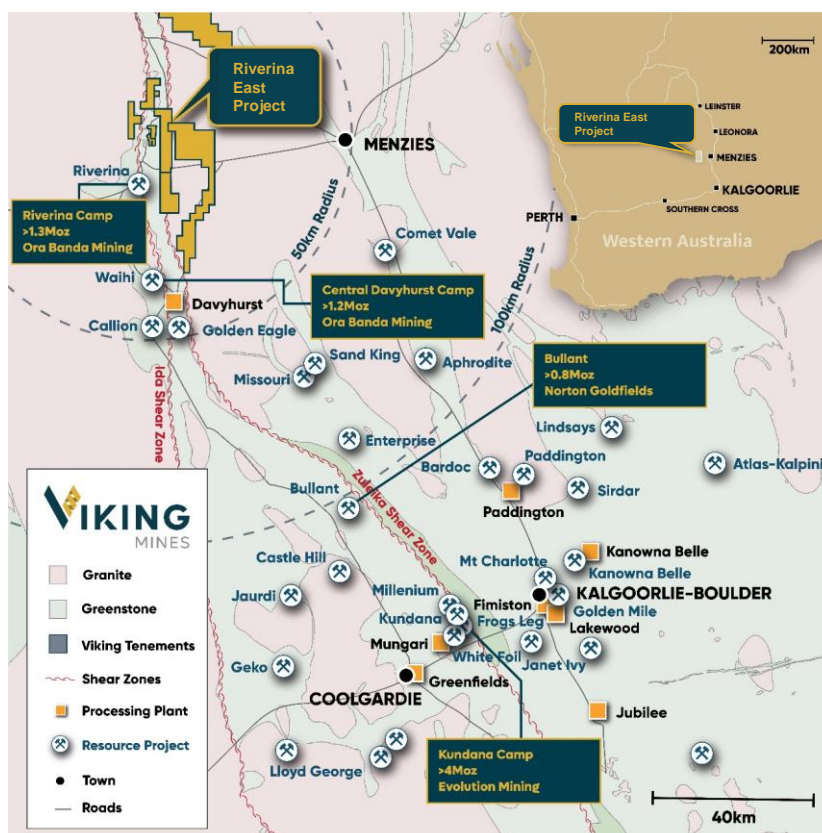 Riverina
East
Project
200km
Riverina East
Project
LEINSTER
LEONORA
MENZIES
KALGOORLIE
SOUTHERN CROSS
PERTH
Western Australia
MENZIES
Riverina
Riverina Camp
>1.3Moz
Ora Banda Mining
50km Radius
Comet Vale
100km Radius
Waihi
Davyhurst
Central Davyhurst Camp
>1.2Moz
Ora Banda Mining
Callion
Golden Eagle
Sand King
Missouri
Aphrodite
Bullant
>0.8Moz
Norton Goldfields
Ida Shear Zone
Enterprise
Lindsays
Bardoc
Paddington
Atlas-Kalpini
Sirdar
Paddington
Bullant
Zuleika Shear Zone
VIKING
MINES
Granite
Greenstone
Viking Tenements
Shear Zones
Processing Plant
Resource Project
Town
Roads
Castle Hill
Mt Charlotte
Kanowna Belle
Kanowna Belle
Jaurdi
Millenium
Fimiston
KALGOORLIE-BOULDER
Kundana
Golden Mile
Frogs Leg
Lakewood
Mungari
White Foil
Janet Ivy
Geko
Greenfields
COOLGARDIE
Jubilee
Lloyd George
Kundana Camp
>4Moz
Evolution Mining
40km